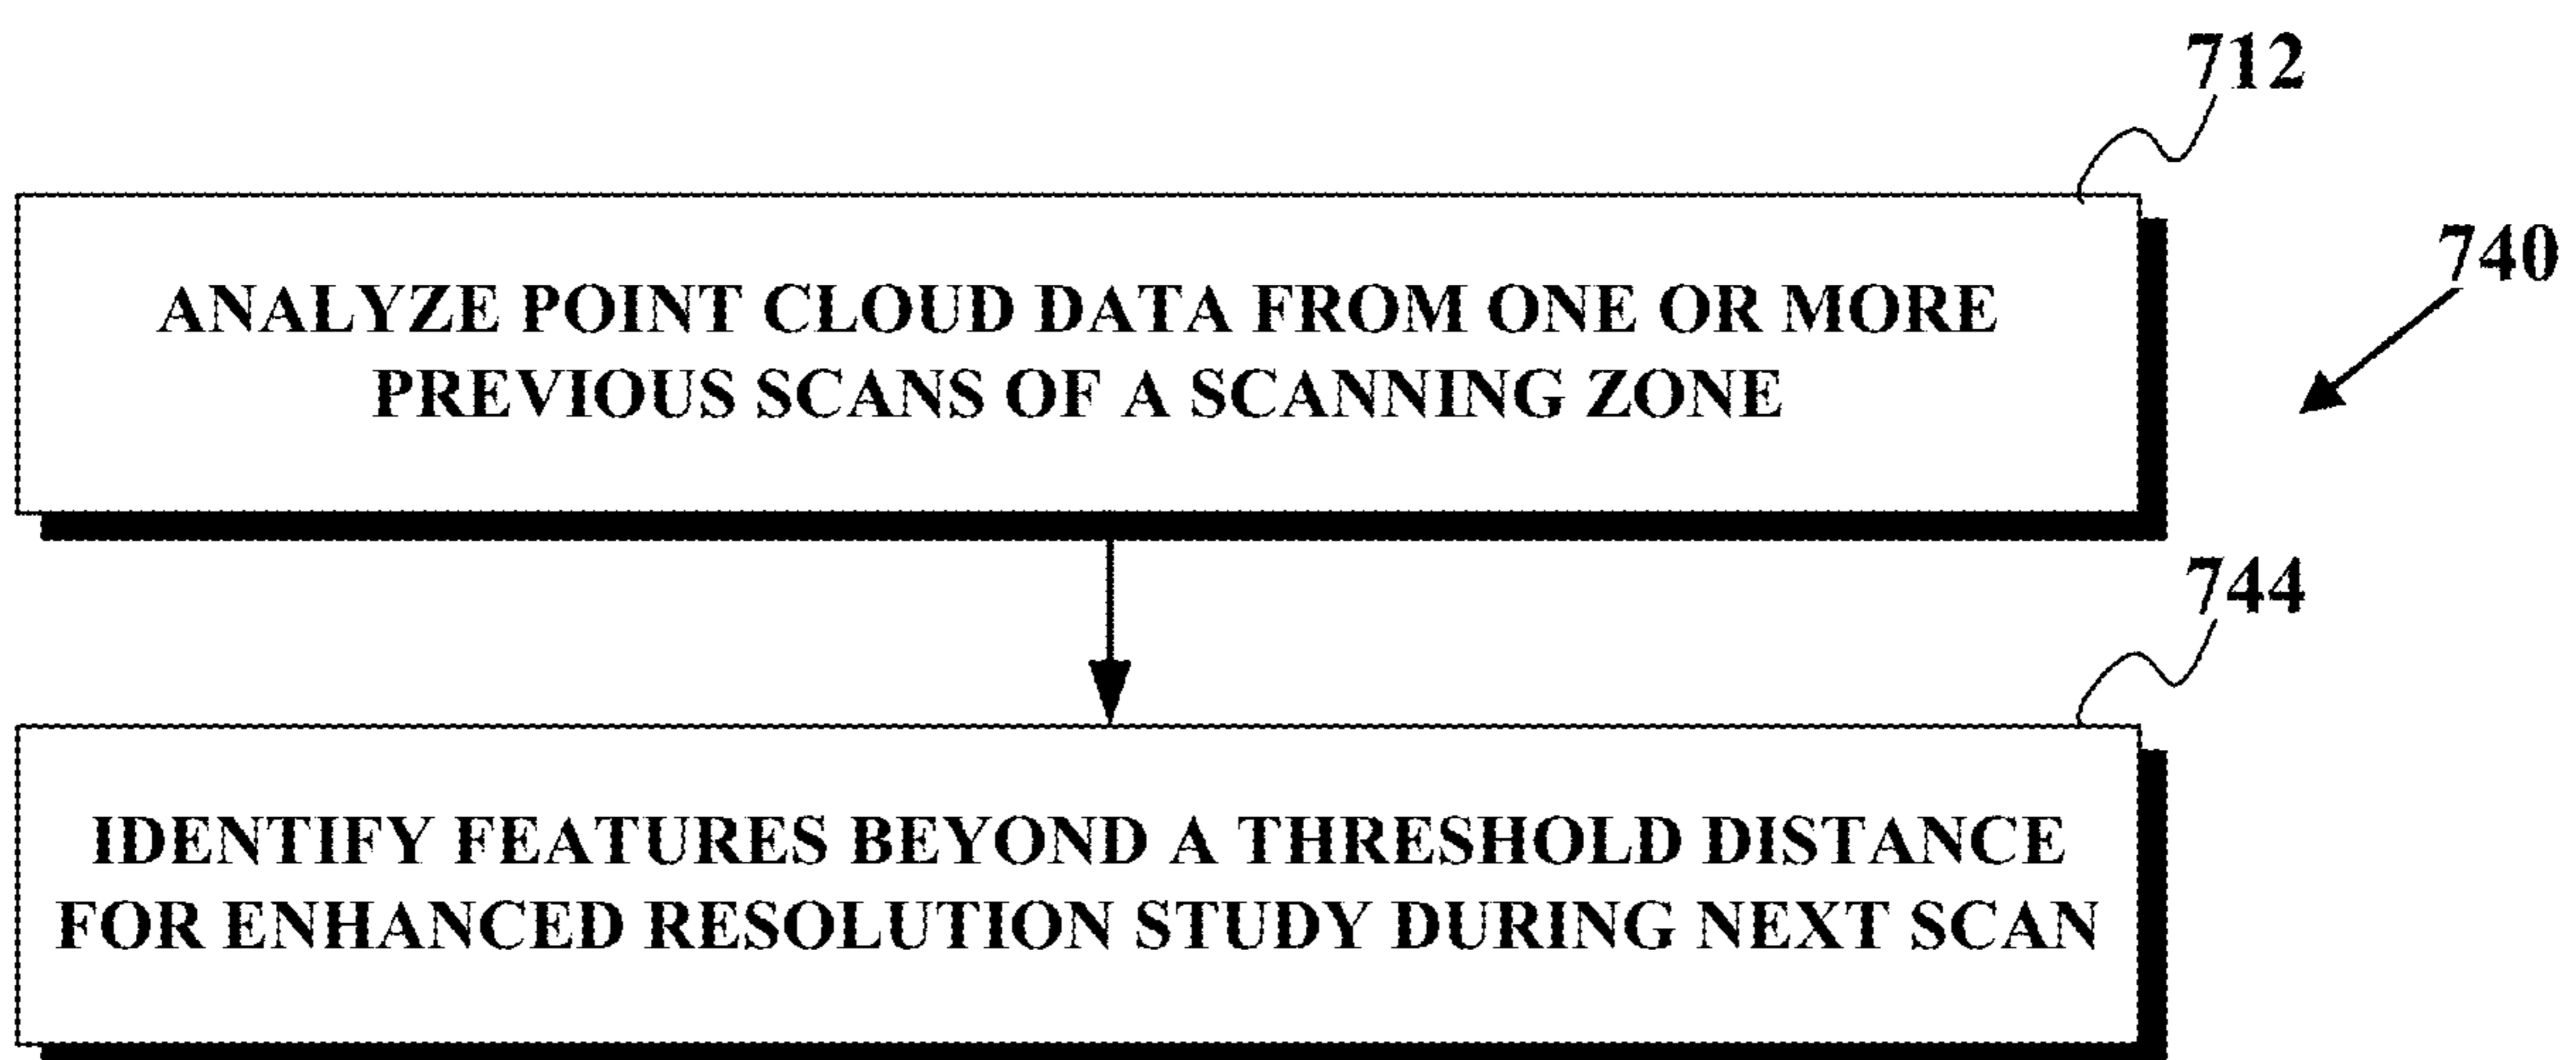 712
740
ANALYZE POINT CLOUD DATA FROM ONE OR MORE
PREVIOUS SCANS OF A SCANNING ZONE
744
IDENTIFY FEATURES BEYOND A THRESHOLD DISTANCE
FOR ENHANCED RESOLUTION STUDY DURING NEXT SCAN